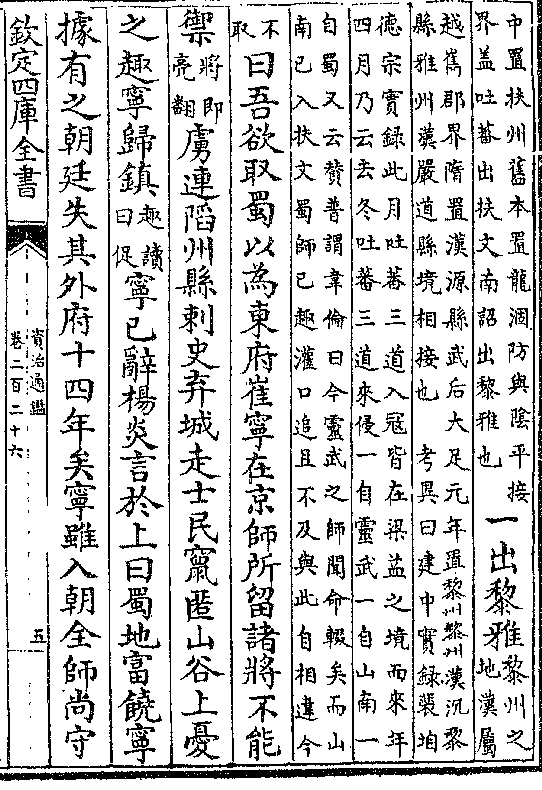 中置扶州舊本置龍涸防與陰平接
界盖吐蕃出扶文南詔出黎雅也
一出黎雅
黎州之
地漢屬
越嶲郡界隋置漢源縣武后大足元年置黎州黎州漢沉黎
縣雅州漢嚴道縣境相接也 考異曰建中實錄裴垍
德宗實錄此月吐蕃三道入冦皆在梁益之境而來年
四月乃云去冬吐蕃三道來侵一自靈武一自山南一
自蜀又云贊普謂韋倫曰今靈武之師聞命輟矣而山
南已入扶文蜀師已趣灌口追且不及與此自相違今
不
取
曰吾欲取蜀以為東府崔寧在京師所留諸將不能
禦
將即
亮翻
虜連陷州縣刺史弃城走士民竄匿山谷上憂
之趣寧歸鎮
趣讀
曰促
寧已辭楊炎言於上曰蜀地富饒寧
據有之朝廷失其外府十四年矣寧雖入朝全師尚守
欽定四庫全書
資治通鑑
卷二百二十六
五